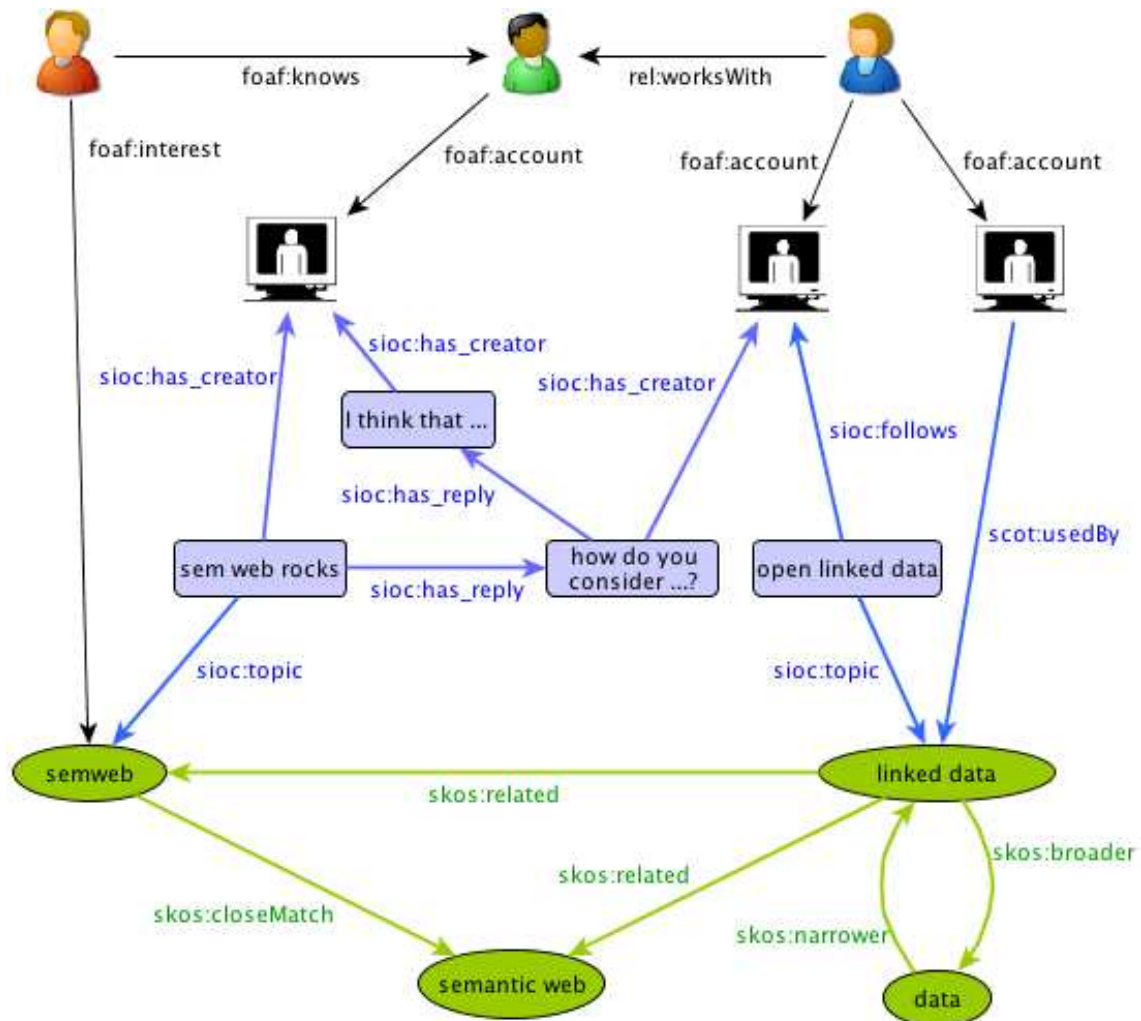 foaf:knows
rel:worksWith
foaf:interest
foaf:account
foaf:account
foaf:account
sioc:has_creator
sioc:has_creator
sioc:has_creator
I think that ...
sioc:follows
sioc:has_reply
scot:usedBy
sem web rocks
how do you
consider ...?
open linked data
sioc:has_reply
sioc:topic
sioc:topic
semweb
linked data
skos:related
skos:broader
skos:related
skos:closeMatch
skos:narrower
semantic web
data